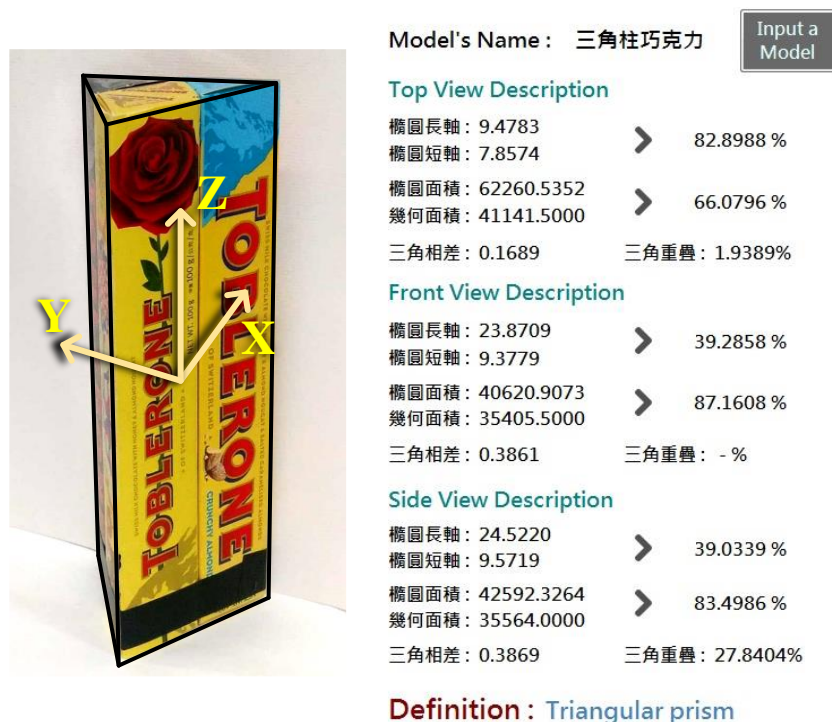 Model's Name : 三角柱巧克力
Input a
Model
Top View Description
橢圓長軸 : 9.4783
橢圓短軸 : 7.8574
82.8988 %
橢圓面積 : 62260.5352
幾何面積 : 41141.5000
66.0796 %
三角相差 : 0.1689 三角重疊 : 1.9389%
Front View Description
橢圓長軸 : 23.8709
橢圓短軸 : 9.3779
39.2858 %
橢圓面積 : 40620.9073
幾何面積 : 35405.5000
87.1608 %
三角相差 : 0.3861 三角重疊 : - %
Side View Description
橢圓長軸 : 24.5220
橢圓短軸 : 9.5719
39.0339 %
橢圓面積 : 42592.3264
幾何面積 : 35564.0000
83.4986 %
三角相差 : 0.3869 三角重疊 : 27.8404%
Definition : Triangular prism
Z
Y
X
TOBLERONE
TOBLERONE
OF SWITZERLAND
CRUNCHY ALMOND